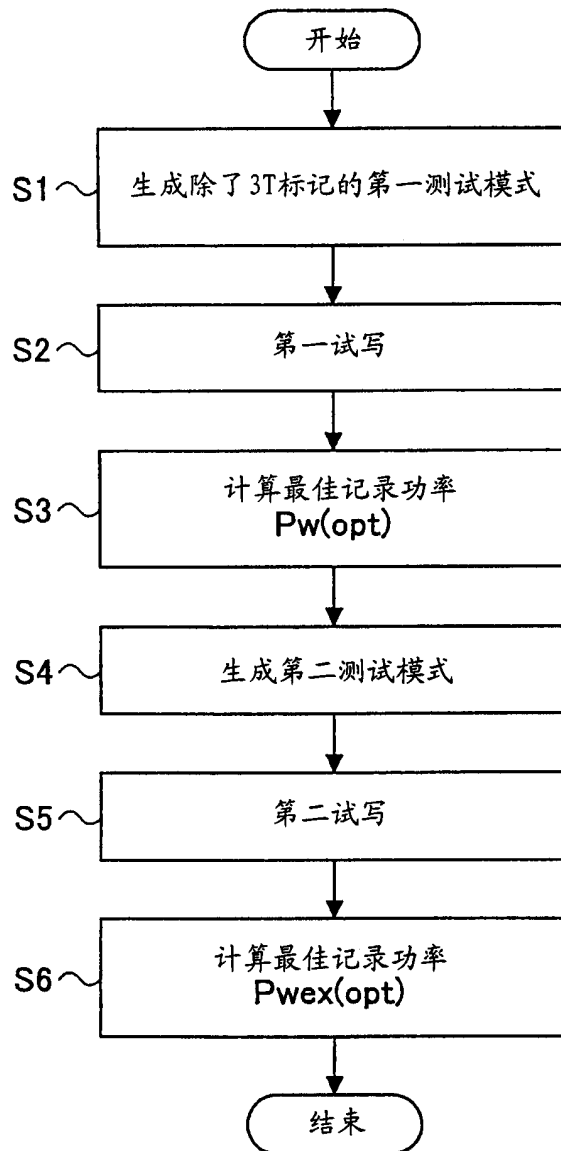 开始
S1
生成除了3T标记的第一测试模式
S2
第一试写
S3
计算最佳记录功率
Pw(opt)
S4
生成第二测试模式
S5
第二试写
S6
计算最佳记录功率
Pwex(opt)
结束